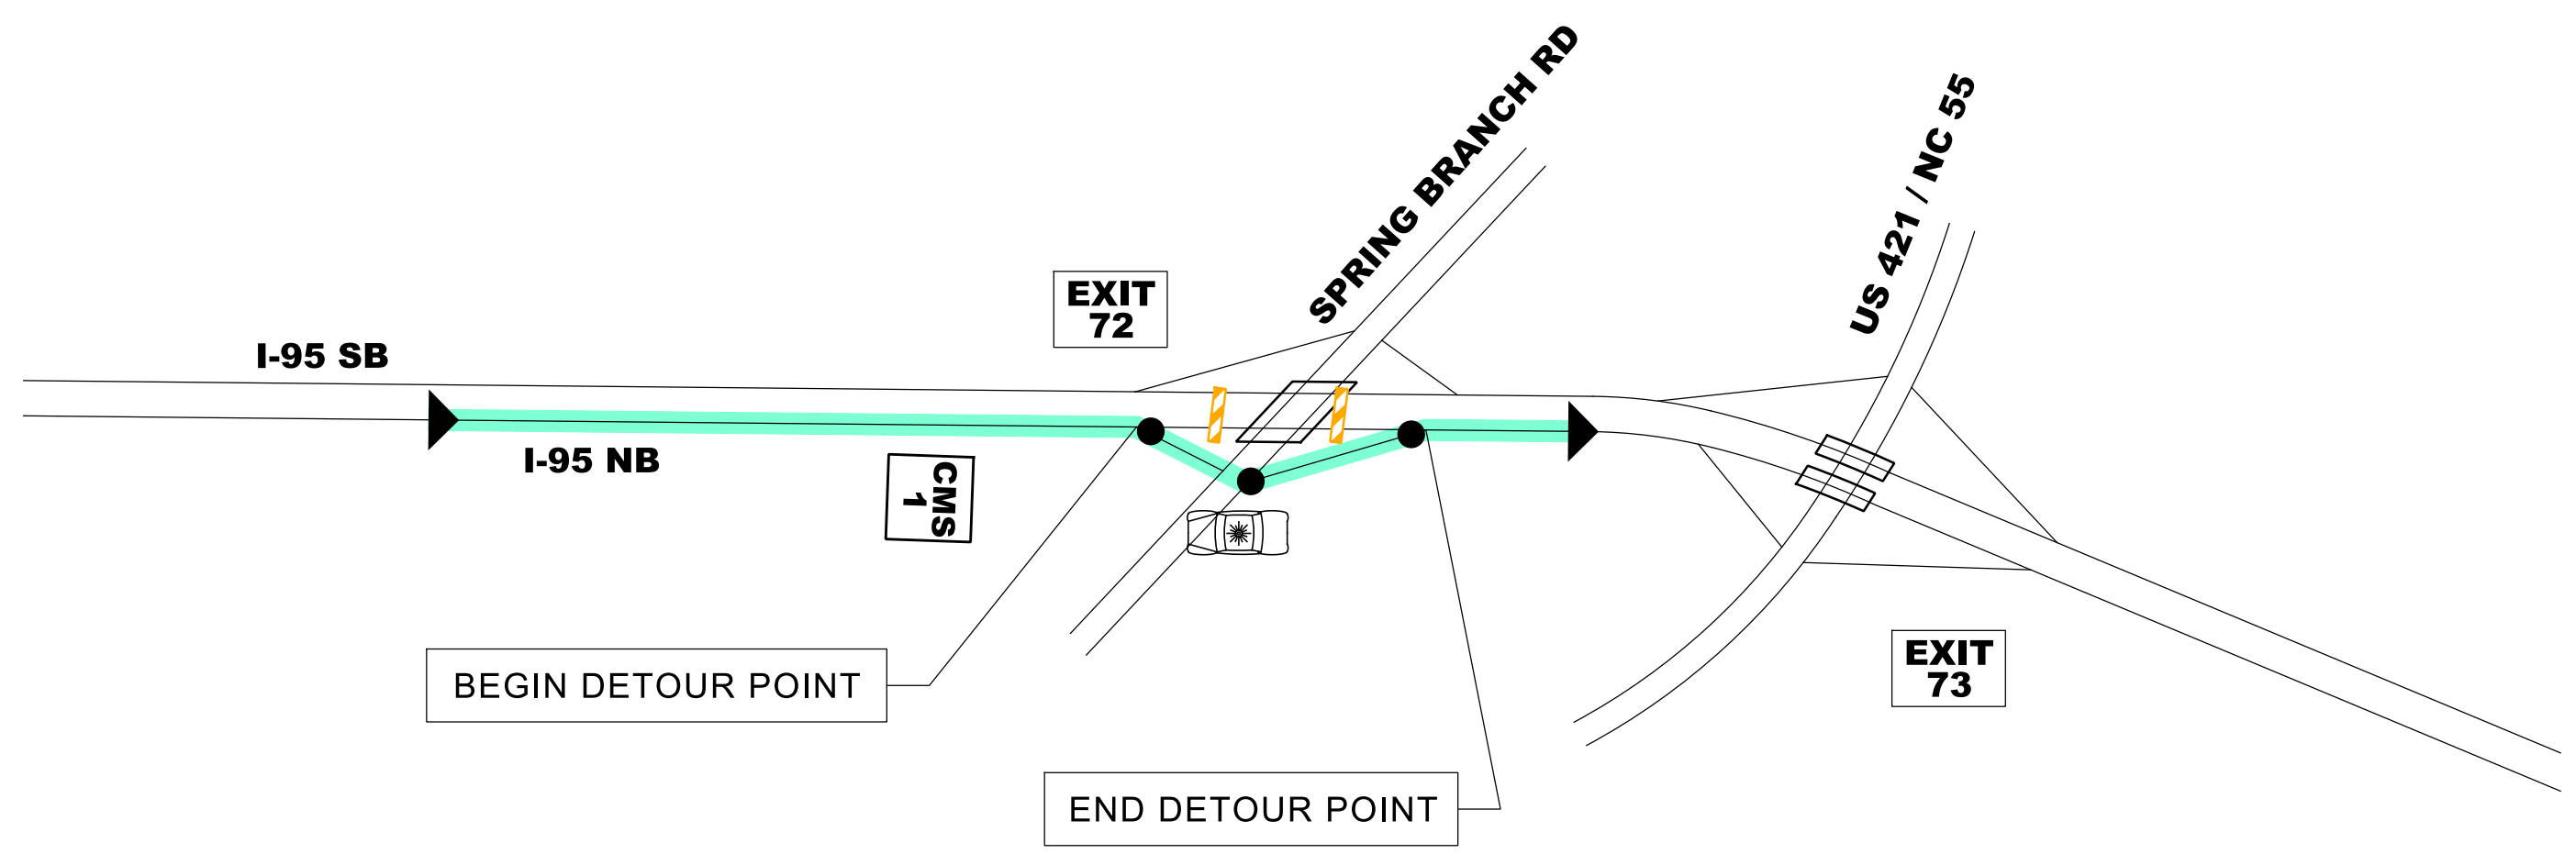 SPRING BRANCH RD
US 421 / NC 55
EXIT
72
I-95 SB
I-95 NB
CMS
1
BEGIN DETOUR POINT
EXIT
73
END DETOUR POINT